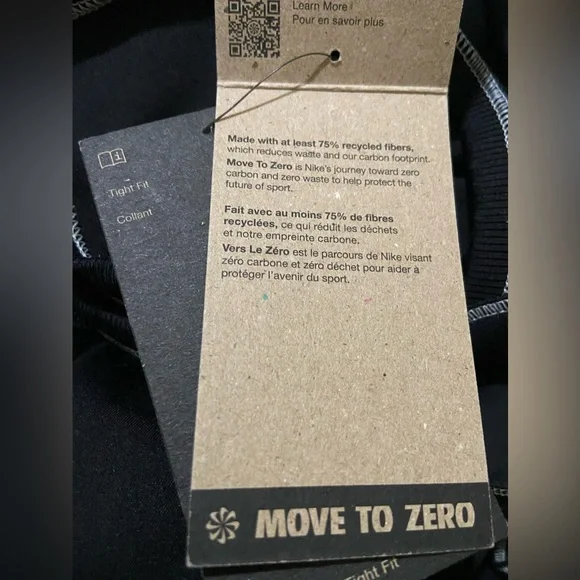 Learn More
Pour en savoir plus
Made with at least 75% recycled fibers,
which reduces waste and our carbon footprint.
Move To Zero is Nike's journey toward zero
carbon and zero waste to help protect the
future of sport.
Fait avec au moins 75% de fibres
recyclées, ce qui réduit les déchets
et notre empreinte carbone.
Vers Le Zéro est le parcours de Nike visant
zéro carbone et zéro déchet pour aider à
protéger l'avenir du sport.
MOVE TO ZERO
Tight Fit
Collant
Tight Fit